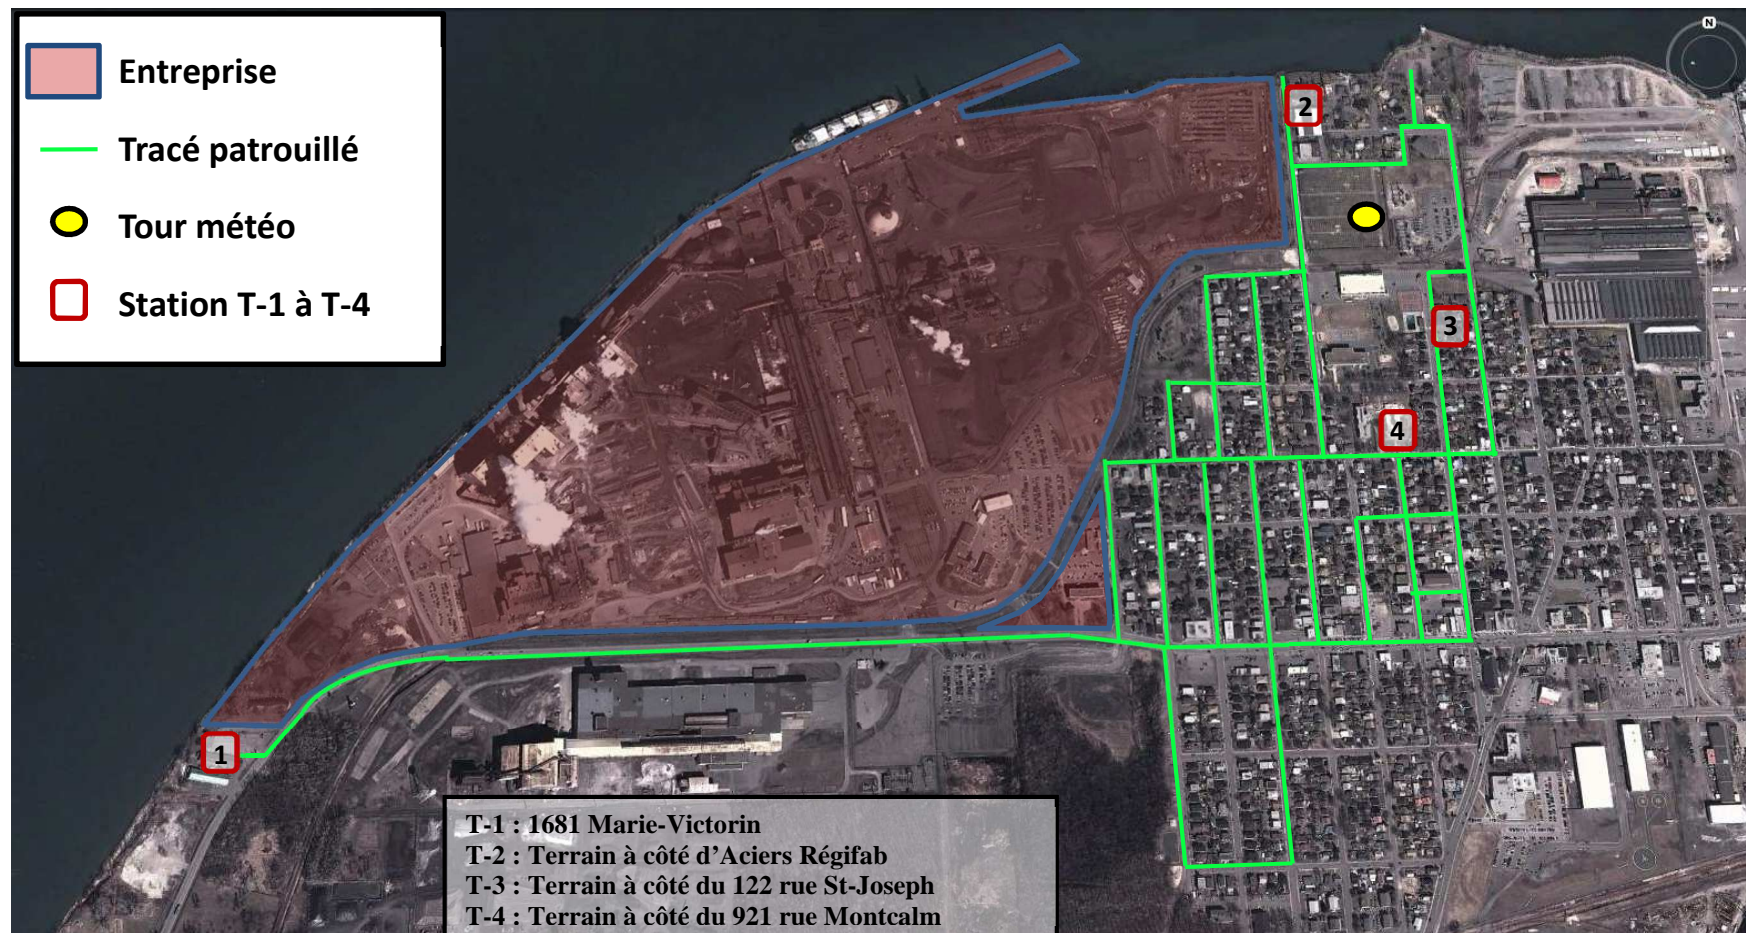 Entreprise
Tracé patrouillé
Tour météo
Station T-1 à T-4
N
2
3
4
1
T-1 : 1681 Marie-Victorin
T-2 : Terrain à côté d’Aciers Régifab
T-3 : Terrain à côté du 122 rue St-Joseph
T-4 : Terrain à côté du 921 rue Montcalm